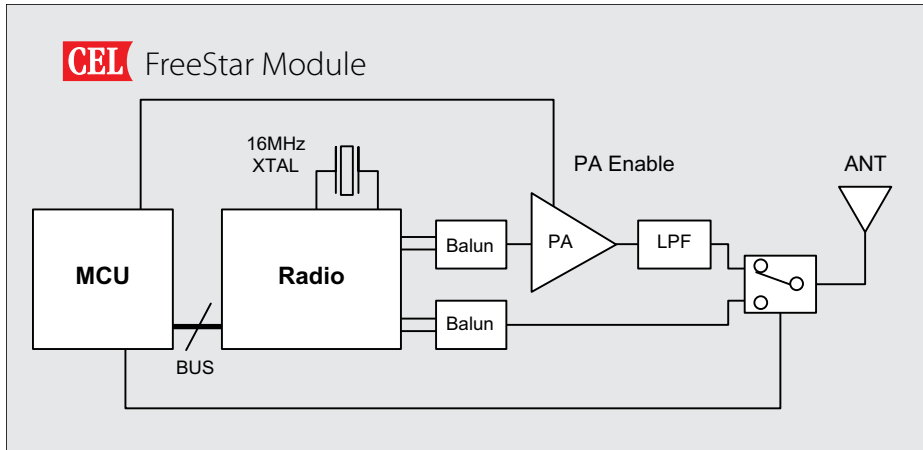 CEL FreeStar Module
16MHz
XTAL
PA Enable
ANT
MCU
Radio
Balun
PA
LPF
Balun
BUS